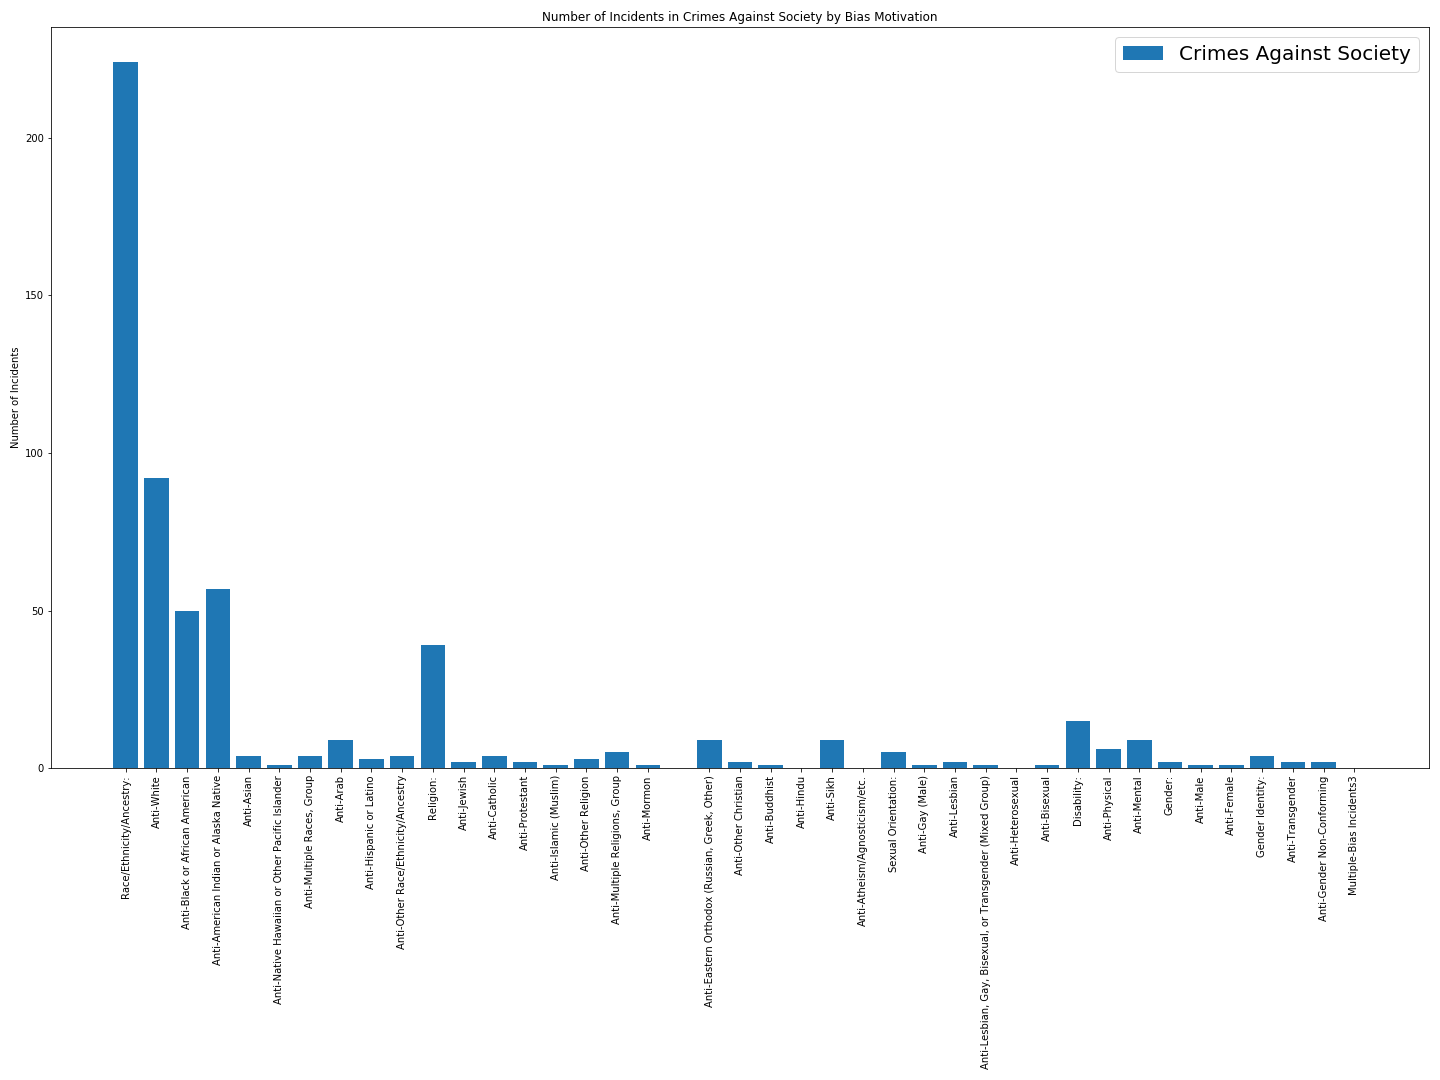 Number of Incidents in Crimes Against Society by Bias Motivation
Crimes Against Society
Number of Incidents
200
150
100
50
0
Race/Ethnicity/Ancestry:
Anti-White
Anti-Black or African American
Anti-American Indian or Alaska Native
Anti-Asian
Anti-Native Hawaiian or Other Pacific Islander
Anti-Multiple Races, Group
Anti-Arab
Anti-Hispanic or Latino
Anti-Other Race/Ethnicity/Ancestry
Religion:
Anti-Jewish
Anti-Catholic
Anti-Protestant
Anti-Islamic (Muslim)
Anti-Other Religion
Anti-Multiple Religions, Group
Anti-Mormon
Anti-Eastern Orthodox (Russian, Greek, Other)
Anti-Other Christian
Anti-Buddhist
Anti-Hindu
Anti-Sikh
Anti-Atheism/Agnosticism/etc.
Sexual Orientation:
Anti-Gay (Male)
Anti-Lesbian
Anti-Lesbian, Gay, Bisexual, or Transgender (Mixed Group)
Anti-Heterosexual
Anti-Bisexual
Disability:
Anti-Physical
Anti-Mental
Gender:
Anti-Male
Anti-Female
Gender Identity:
Anti-Transgender
Anti-Gender Non-Conforming
Multiple-Bias Incidents3